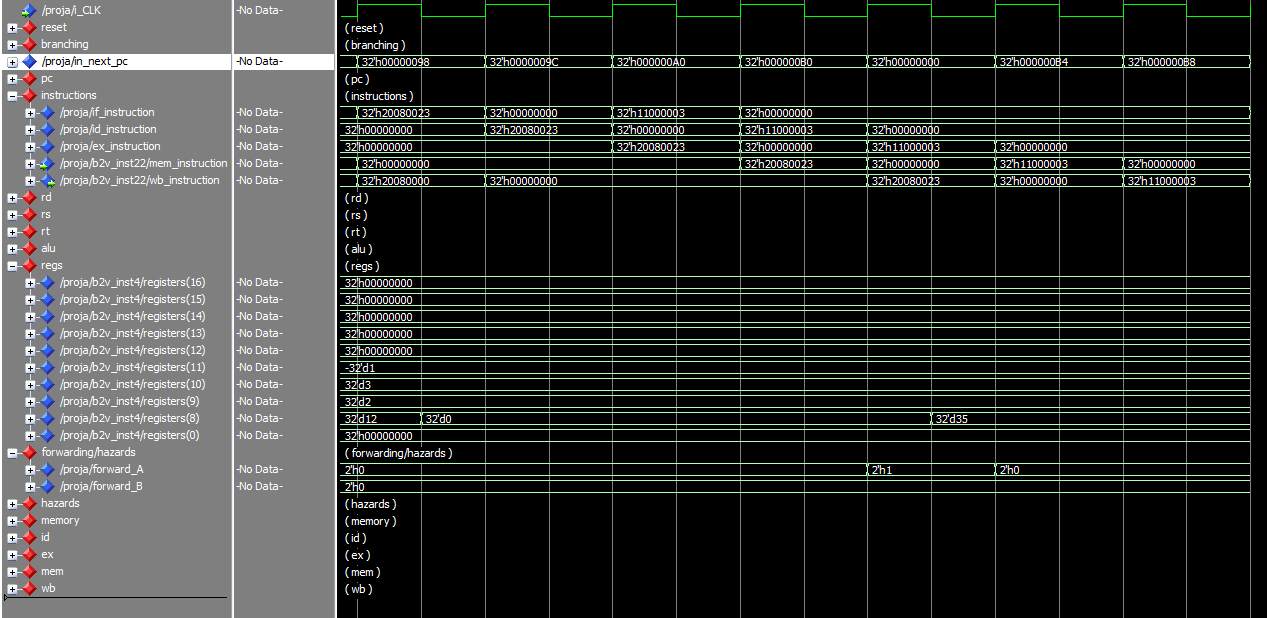 /proja/i_CLK -No Data-
reset (reset)
branching (branching)
/proja/in_next_pc -No Data- 32'h00000098 32'h0000009C 32'h000000A0 32'h000000B0 32'h00000000 32'h000000B4 32'h000000B8
pc (pc)
instructions (instructions)
/proja/if_instruction -No Data- 32'h20080023 32'h00000000 32'h11000003 32'h00000000
/proja/id_instruction -No Data- 32'h00000000 32'h20080023 32'h00000000 32'h11000003 32'h00000000
/proja/ex_instruction -No Data- 32'h00000000 32'h20080023 32'h00000000 32'h11000003 32'h00000000
/proja/b2v_inst22/mem_instruction -No Data- 32'h00000000 32'h20080023 32'h00000000 32'h11000003 32'h00000000
/proja/b2v_inst22/wb_instruction -No Data- 32'h20080000 32'h00000000 32'h20080023 32'h00000000 32'h11000003
rd (rd)
rs (rs)
rt (rt)
alu (alu)
regs (regs)
/proja/b2v_inst4/registers(16) -No Data- 32'h00000000
/proja/b2v_inst4/registers(15) -No Data- 32'h00000000
/proja/b2v_inst4/registers(14) -No Data- 32'h00000000
/proja/b2v_inst4/registers(13) -No Data- 32'h00000000
/proja/b2v_inst4/registers(12) -No Data- 32'h00000000
/proja/b2v_inst4/registers(11) -No Data- -32'd1
/proja/b2v_inst4/registers(10) -No Data- 32'd3
/proja/b2v_inst4/registers(9) -No Data- 32'd2
/proja/b2v_inst4/registers(8) -No Data- 32'd12 32'd0 32'd35
/proja/b2v_inst4/registers(0) -No Data- 32'h00000000
forwarding/hazards (forwarding/hazards)
/proja/forward_A -No Data- 2'h0 2'h1 2'h0
/proja/forward_B -No Data- 2'h0
hazards (hazards)
memory (memory)
id (id)
ex (ex)
mem (mem)
wb (wb)